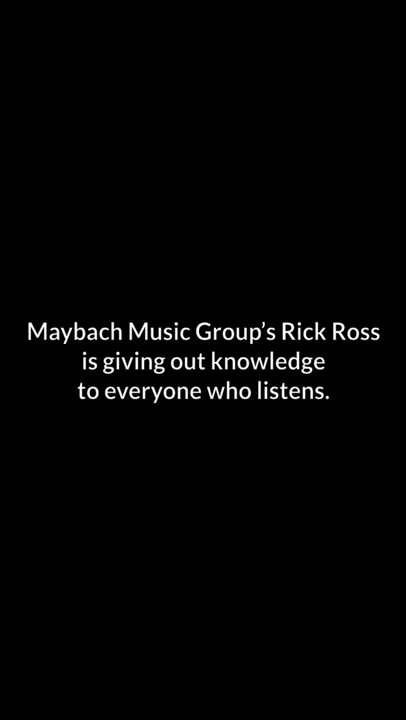 Maybach Music Group’s Rick Ross
is giving out knowledge
to everyone who listens.